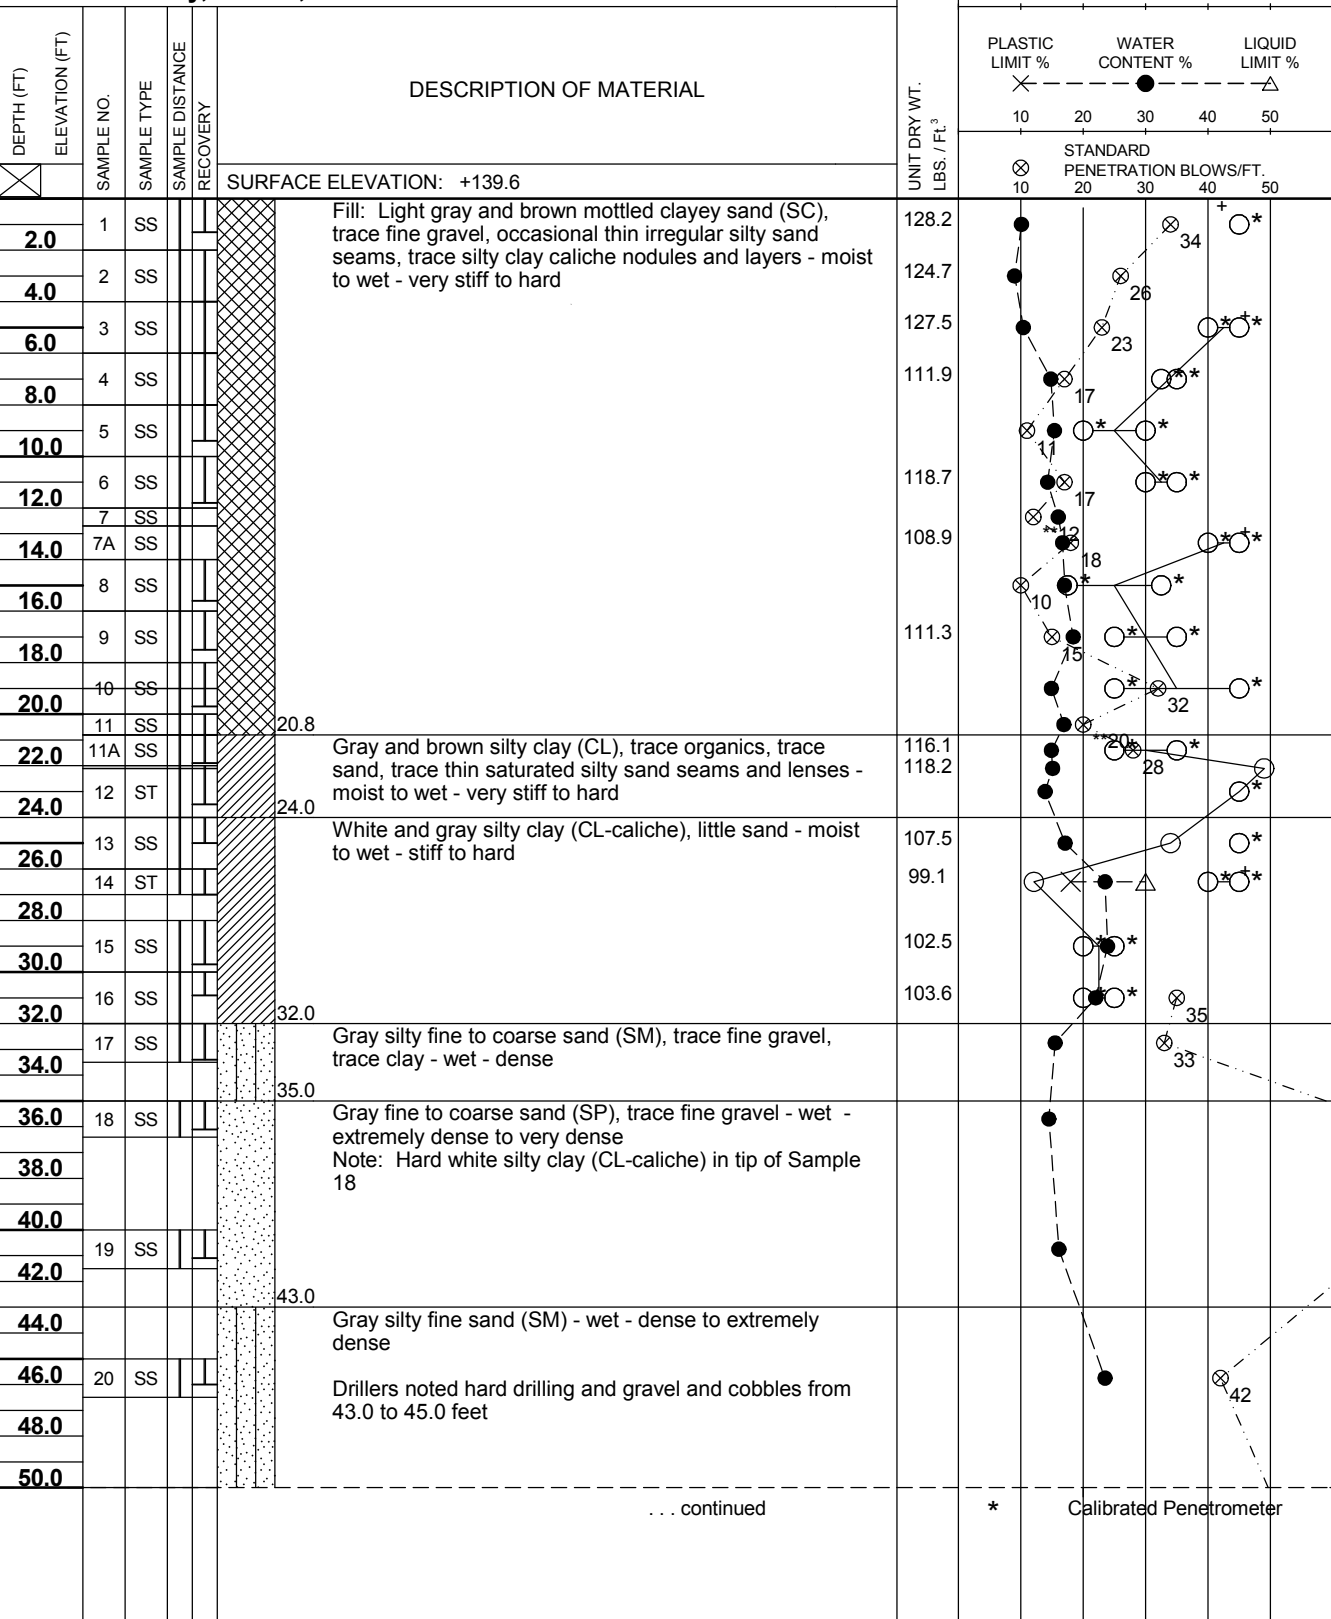 DEPTH (FT)
ELEVATION (FT)
SAMPLE NO.
SAMPLE TYPE
SAMPLE DISTANCE
RECOVERY
DESCRIPTION OF MATERIAL
SURFACE ELEVATION: +139.6
UNIT DRY WT.
LBS. / Ft.³
PLASTIC LIMIT %
WATER CONTENT %
LIQUID LIMIT %
10 20 30 40 50
STANDARD
PENETRATION BLOWS/FT.
10 20 30 40 50
Fill: Light gray and brown mottled clayey sand (SC),
trace fine gravel, occasional thin irregular silty sand
seams, trace silty clay caliche nodules and layers - moist
to wet - very stiff to hard
1 SS 128.2 + * 34
2.0
2 SS 124.7 26
4.0
3 SS 127.5 * + * 23
6.0
4 SS 111.9 * * 17
8.0
5 SS * * 11
10.0
6 SS 118.7 * * 17
12.0
7 SS **12
7A SS 108.9 * + * 18
14.0
8 SS * * 10
16.0
9 SS 111.3 * * 15
18.0
10 SS * * 32
20.0
11 SS **20
20.8
Gray and brown silty clay (CL), trace organics, trace
sand, trace thin saturated silty sand seams and lenses -
moist to wet - very stiff to hard
11A SS 116.1 * * 28
22.0
118.2
12 ST *
24.0
24.0
White and gray silty clay (CL-caliche), little sand - moist
to wet - stiff to hard
13 SS 107.5 *
26.0
14 ST 99.1 * + *
28.0
15 SS 102.5 * *
30.0
16 SS 103.6 * * 35
32.0
32.0
Gray silty fine to coarse sand (SM), trace fine gravel,
trace clay - wet - dense
17 SS 33
34.0
35.0
Gray fine to coarse sand (SP), trace fine gravel - wet -
extremely dense to very dense
Note: Hard white silty clay (CL-caliche) in tip of Sample
18
36.0
18 SS
38.0
40.0
19 SS
42.0
43.0
Gray silty fine sand (SM) - wet - dense to extremely
dense
44.0
Drillers noted hard drilling and gravel and cobbles from
43.0 to 45.0 feet
46.0
20 SS 42
48.0
50.0
. . . continued
* Calibrated Penetrometer